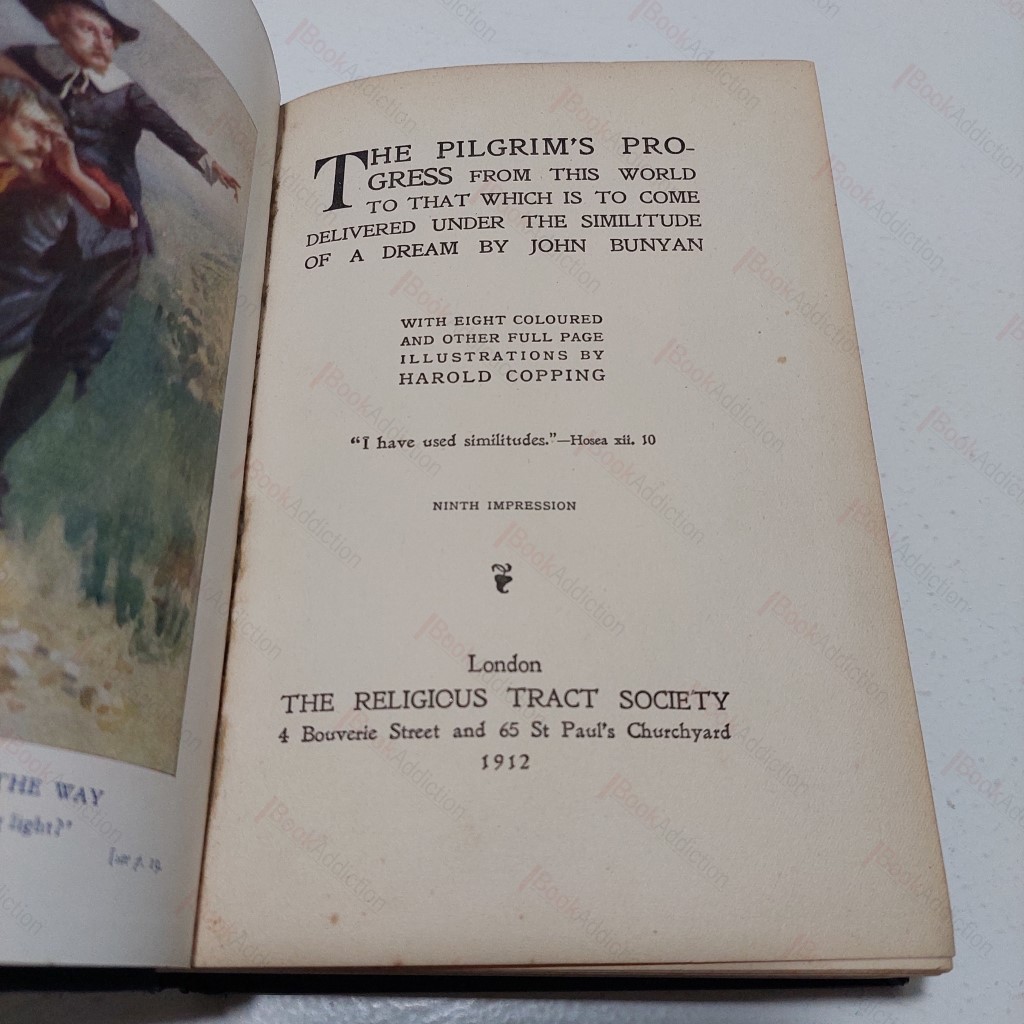 THE PILGRIM'S PRO-
GRESS FROM THIS WORLD
TO THAT WHICH IS TO COME
DELIVERED UNDER THE SIMILITUDE
OF A DREAM BY JOHN BUNYAN
WITH EIGHT COLOURED
AND OTHER FULL PAGE
ILLUSTRATIONS BY
HAROLD COPPING
"I have used similitudes."—Hosea xii. 10
NINTH IMPRESSION
London
THE RELIGIOUS TRACT SOCIETY
4 Bouverie Street and 65 St Paul's Churchyard
1912
THE WAY
light?"
BookAddiction